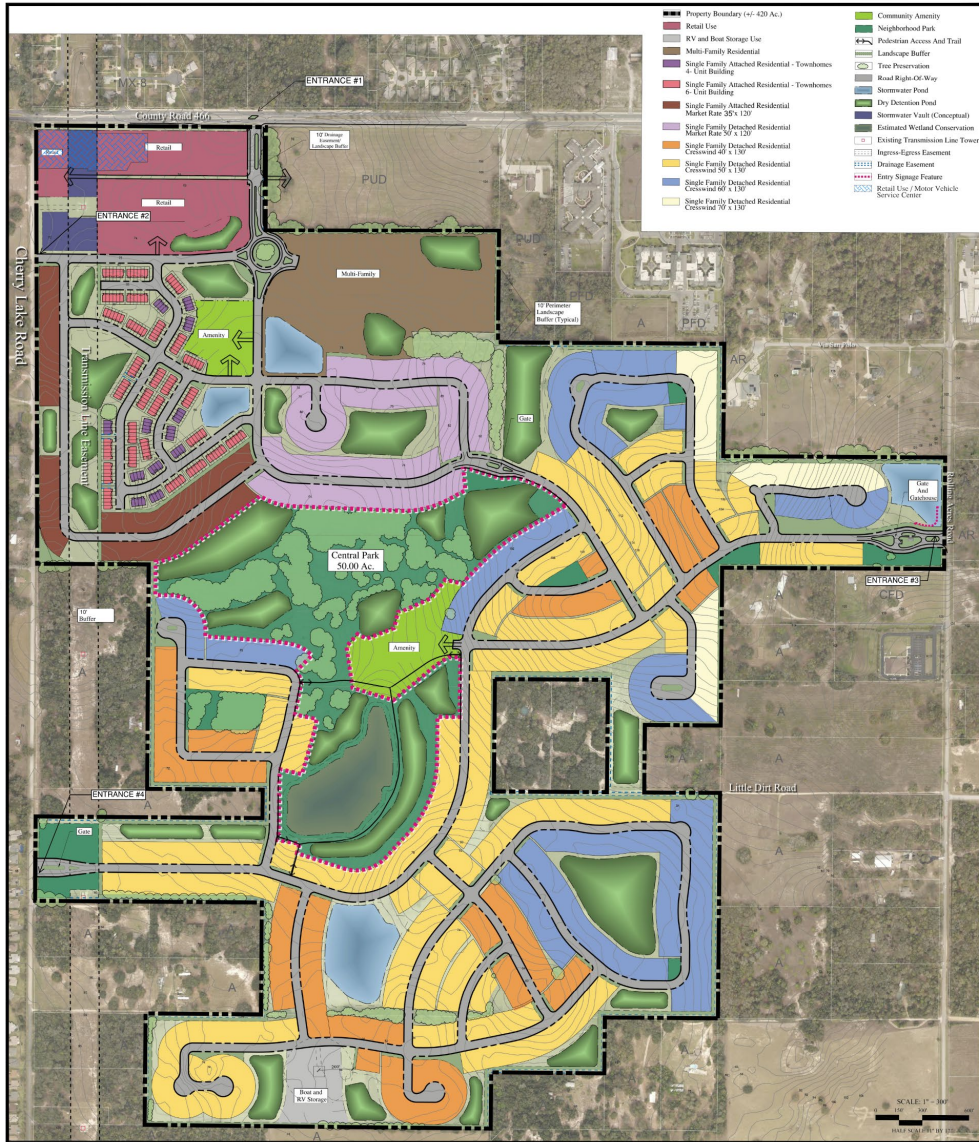 Property Boundary (+/- 420 Ac.)
Retail Use
RV and Boat Storage Use
Multi-Family Residential
Single Family Attached Residential - Townhomes
4- Unit Building
Single Family Attached Residential - Townhomes
6- Unit Building
Single Family Attached Residential
Market Rate 35'x 120'
Single Family Detached Residential
Market Rate 50' x 120'
Single Family Detached Residential
Cresswind 40' x 130'
Single Family Detached Residential
Cresswind 50' x 130'
Single Family Detached Residential
Cresswind 60' x 130'
Single Family Detached Residential
Cresswind 70' x 130'
Community Amenity
Neighborhood Park
Pedestrian Access And Trail
Landscape Buffer
Tree Preservation
Road Right-Of-Way
Stormwater Pond
Dry Detention Pond
Stormwater Vault (Conceptual)
Estimated Wetland Conservation
Existing Transmission Line Tower
Ingress-Egress Easement
Drainage Easement
Entry Signage Feature
Retail Use / Motor Vehicle
Service Center
MX-8
ENTRANCE #1
County Road 466
10' Drainage
Easement/
Landscape Buffer
Retail
Retail
PUD
Retail
ENTRANCE #2
PUD
Cherry Lake Road
Multi-Family
10' Perimeter
Landscape
Buffer (Typical)
A
PFD
Amenity
AR
Transmission Line Easement
Gate
Gate
And
Gatehouse
AR
Central Park
50.00 Ac.
ENTRANCE #3
CFD
A
10'
Buffer
A
Amenity
A
A
A
A
A
ENTRANCE #4
A
Little Dirt Road
Gate
A
A
A
Boat and
RV Storage
A
SCALE: 1" = 300'
0 150' 300' 600'